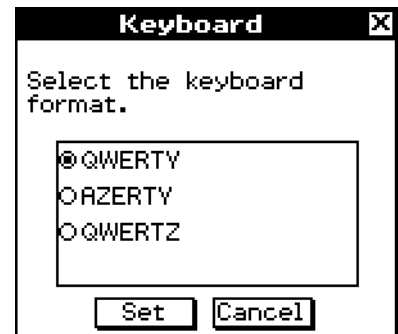 Keyboard X
Select the keyboard
format.
QWERTY
AZERTY
QWERTZ
Set Cancel